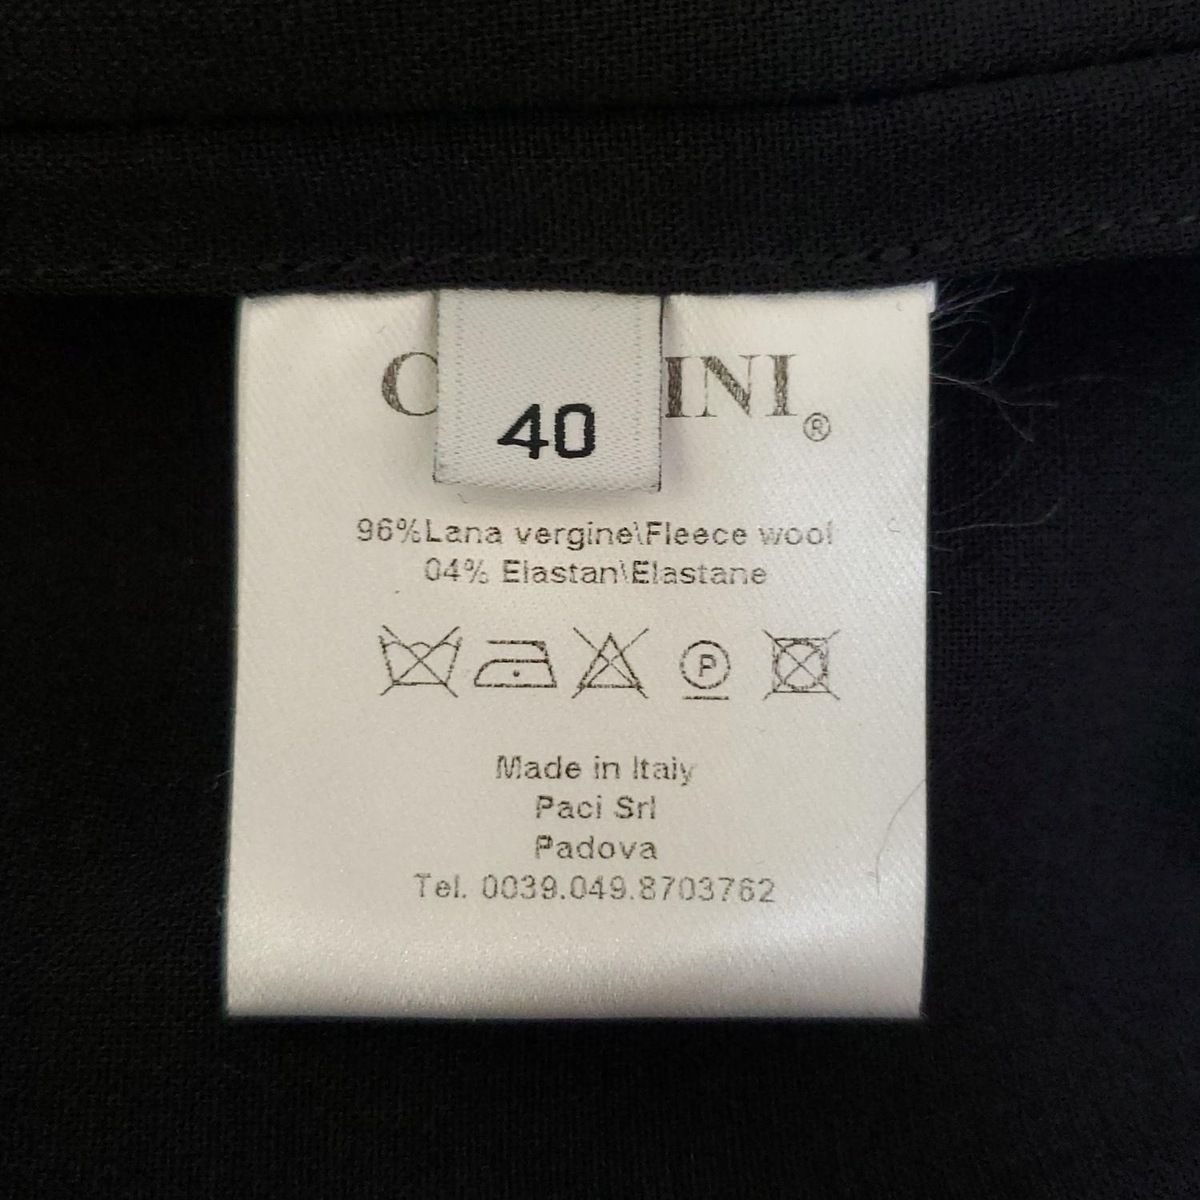 40
®
96%Lana vergine\Fleece wool
04% Elastan\Elastane
P
Made in Italy
Paci Srl
Padova
Tel. 0039.049.8703762